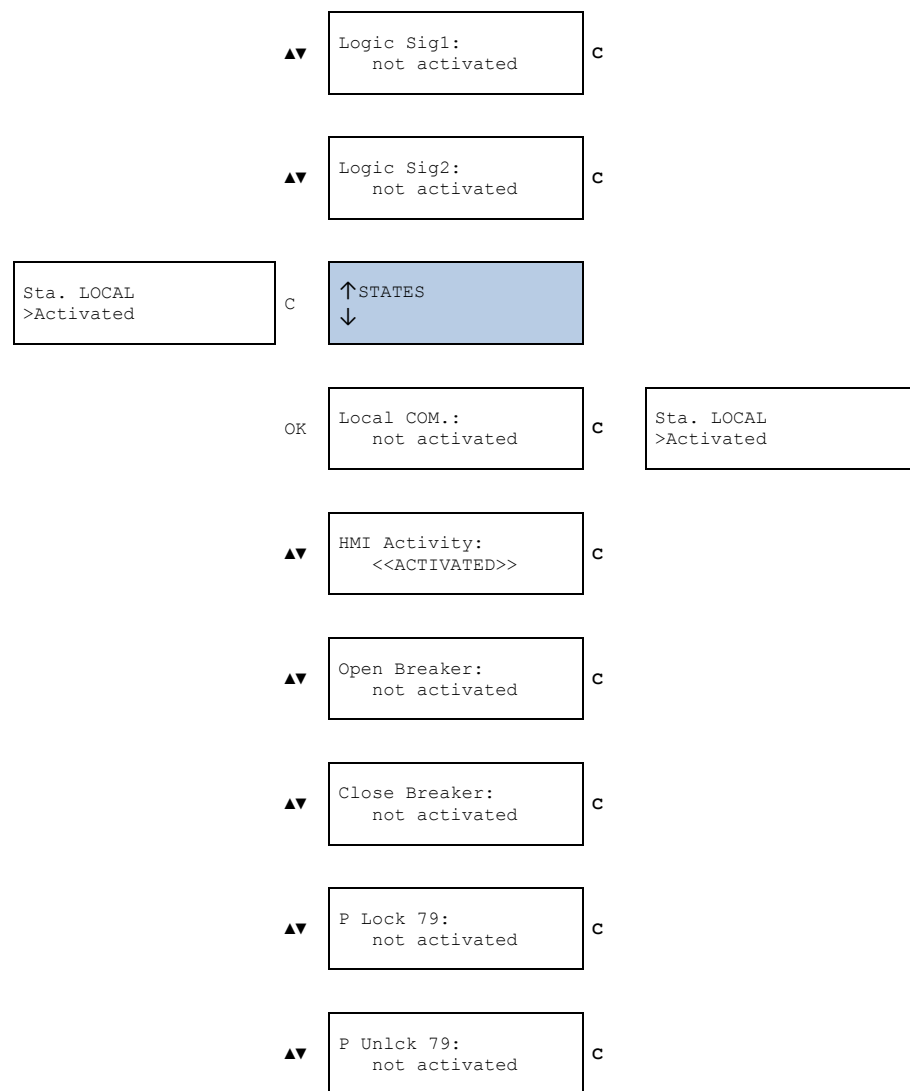 ▲▼ Logic Sig1: C
not activated
▲▼ Logic Sig2: C
not activated
Sta. LOCAL
>Activated
C
↑STATES
↓
OK
Local COM.:
not activated
C
Sta. LOCAL
>Activated
▲▼ HMI Activity: C
<<ACTIVATED>>
▲▼ Open Breaker: C
not activated
▲▼ Close Breaker: C
not activated
▲▼ P Lock 79: C
not activated
▲▼ P Unlck 79: C
not activated